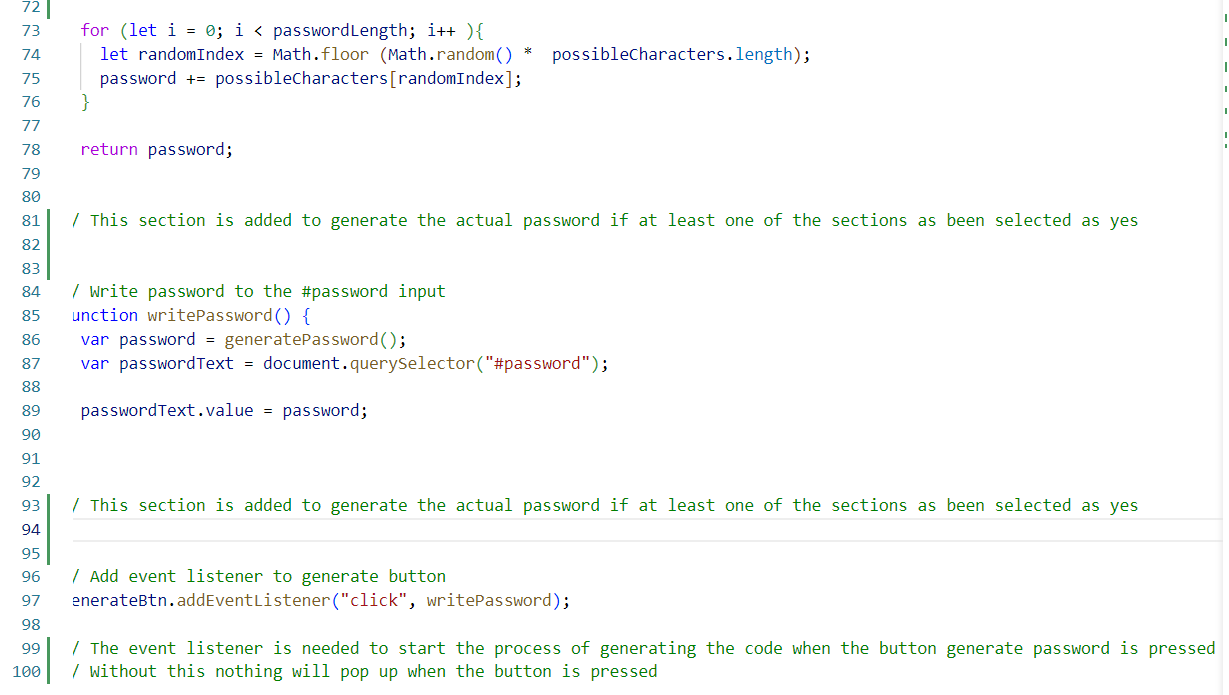 72
73 for (let i = 0; i < passwordLength; i++ ){
74 let randomIndex = Math.floor (Math.random() *  possibleCharacters.length);
75 password += possibleCharacters[randomIndex];
76 }
77
78 return password;
79
80
81 / This section is added to generate the actual password if at least one of the sections as been selected as yes
82
83
84 / Write password to the #password input
85 unction writePassword() {
86 var password = generatePassword();
87 var passwordText = document.querySelector("#password");
88
89 passwordText.value = password;
90
91
92
93 / This section is added to generate the actual password if at least one of the sections as been selected as yes
94
95
96 / Add event listener to generate button
97 enerateBtn.addEventListener("click", writePassword);
98
99 / The event listener is needed to start the process of generating the code when the button generate password is pressed
100 / Without this nothing will pop up when the button is pressed